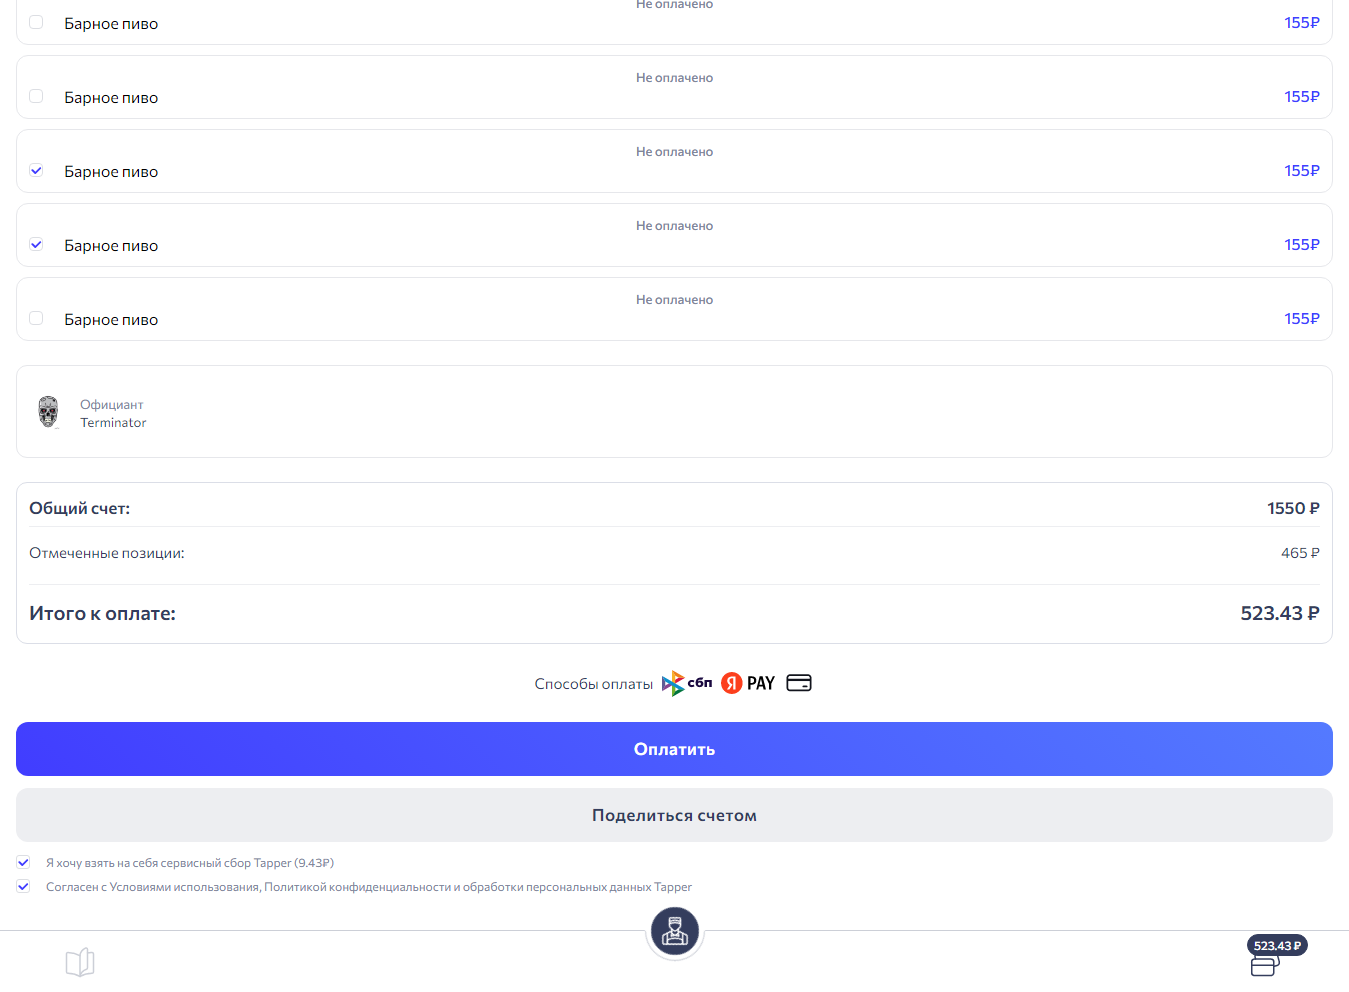 Не оплачено
Барное пиво 155₽
Не оплачено
Барное пиво 155₽
Не оплачено
Барное пиво 155₽
Не оплачено
Барное пиво 155₽
Не оплачено
Барное пиво 155₽
Официант
Terminator
Общий счет: 1550 ₽
Отмеченные позиции: 465 ₽
Итого к оплате: 523.43 ₽
Способы оплаты сбп Я PAY
Оплатить
Поделиться счетом
Я хочу взять на себя сервисный сбор Tapper (9.43₽)
Согласен с Условиями использования, Политикой конфиденциальности и обработки персональных данных Tapper
523.43 ₽